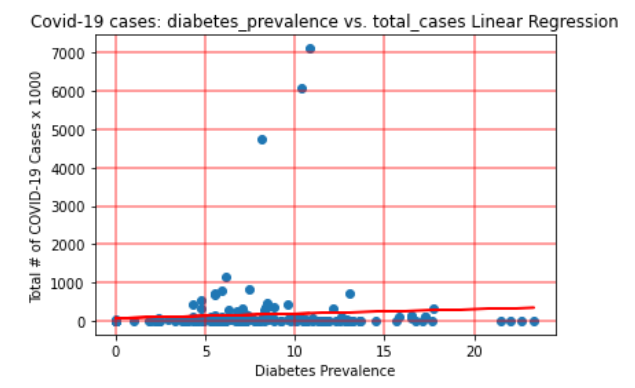 Covid-19 cases: diabetes_prevalence vs. total_cases Linear Regression
7000
6000
5000
4000
3000
2000
1000
0
Total # of COVID-19 Cases x 1000
0 5 10 15 20
Diabetes Prevalence